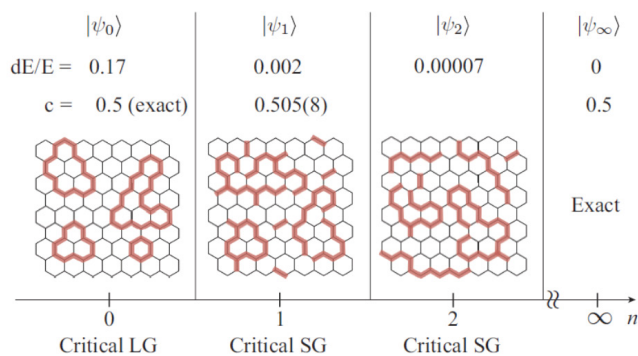 |ψ₀⟩ |ψ₁⟩ |ψ₂⟩ |ψ∞⟩
dE/E = 0.17 0.002 0.00007 0
c = 0.5 (exact) 0.505(8) 0.5
Exact
0 1 2 ∞ n
Critical LG Critical SG Critical SG